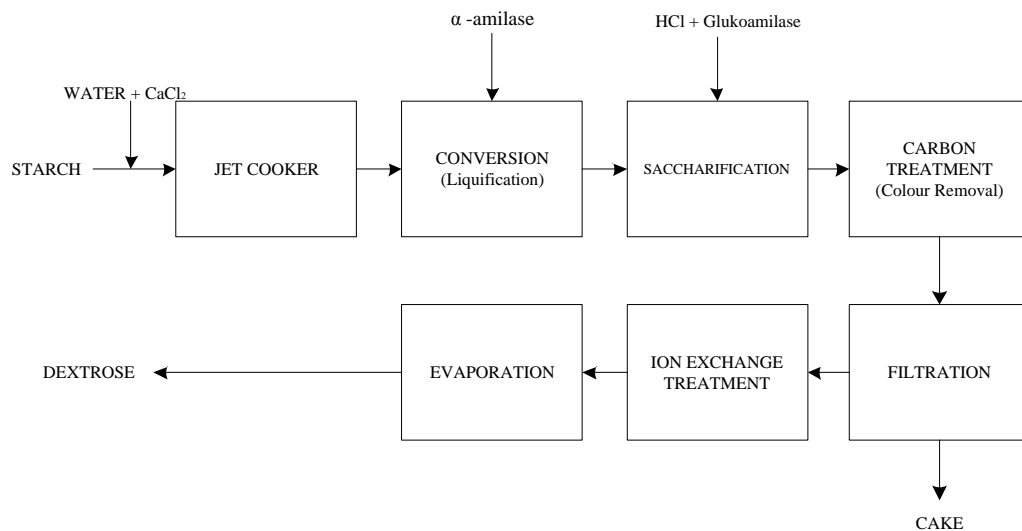 α -amilase
HCl + Glukoamilase
WATER + CaCl₂
STARCH
JET COOKER
CONVERSION
(Liquification)
SACCHARIFICATION
CARBON
TREATMENT
(Colour Removal)
DEXTROSE
EVAPORATION
ION EXCHANGE
TREATMENT
FILTRATION
CAKE